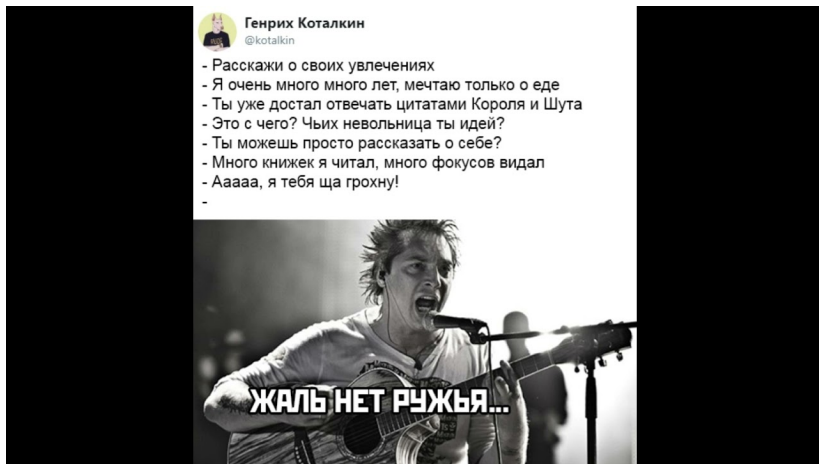 Генрих Коталкин
@kotalkin
- Расскажи о своих увлечениях
- Я очень много много лет, мечтаю только о еде
- Ты уже достал отвечать цитатами Короля и Шута
- Это с чего? Чьих невольница ты идей?
- Ты можешь просто рассказать о себе?
- Много книжек я читал, много фокусов видал
- Ааааа, я тебя ща грохну!
-
ЖАЛЬ НЕТ РУЖЬЯ...